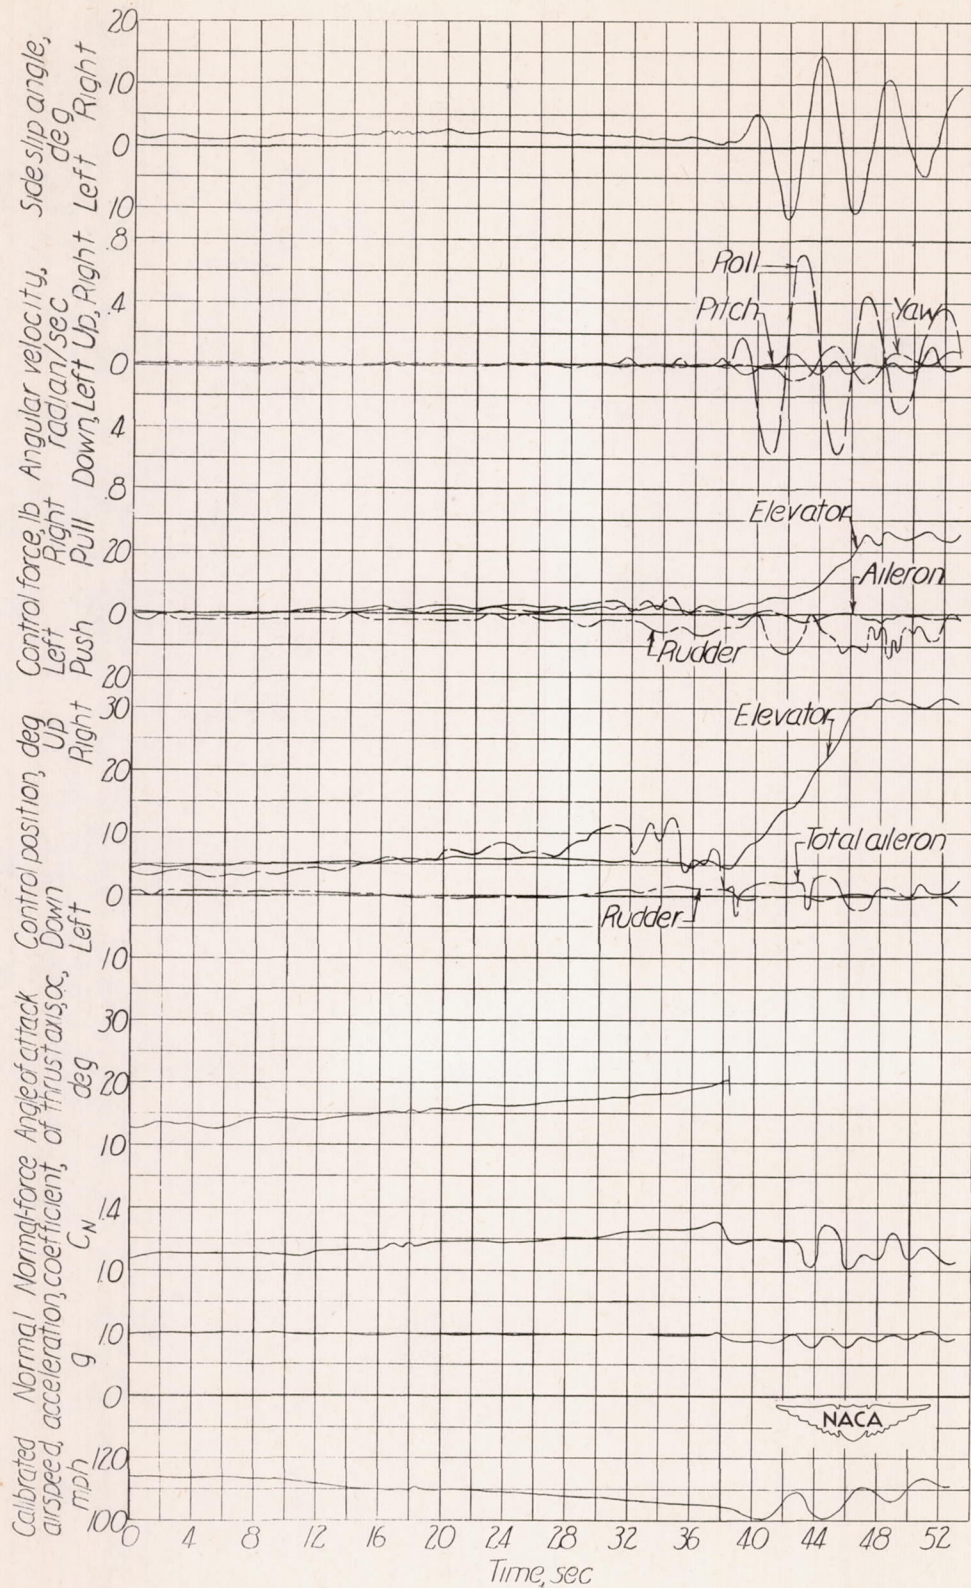 Sideslip angle,
deg
Left Right
20
10
0
10
Angular velocity,
radian/sec
Down, Left Up, Right
.8
.4
0
.4
.8
Roll
Pitch
Yaw
Control force, lb
Left Right
Push Pull
20
0
20
Elevator
Aileron
Rudder
Control position, deg
Down Up
Left Right
30
20
10
0
10
Elevator
Total aileron
Rudder
Angle of attack
of thrust axis, α,
deg
30
20
10
Normal-force
coefficient,
C_N
1.4
1.0
Normal
acceleration,
g
1.0
0
NACA
Calibrated
airspeed,
mph
120
100
0 4 8 12 16 20 24 28 32 36 40 44 48 52
Time, sec